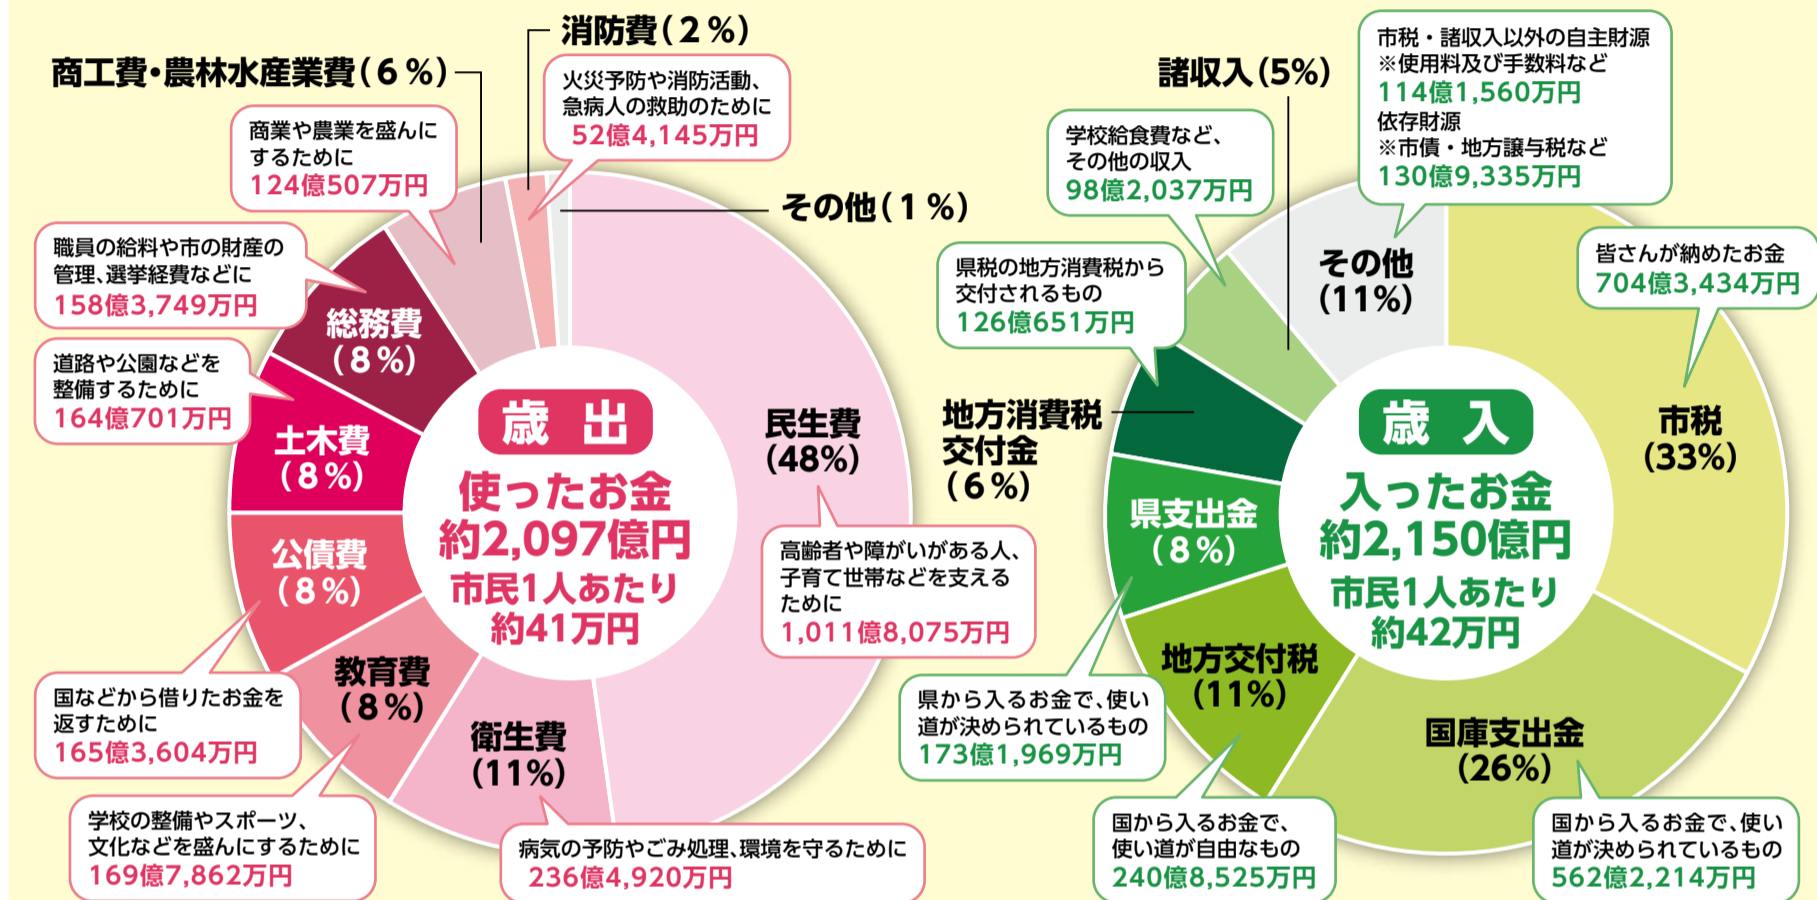 消防費(2%)
火災予防や消防活動、
急病人の救助のために
52億4,145万円
商工費・農林水産業費(6%)
商業や農業を盛んに
するために
124億507万円
その他(1%)
職員の給料や市の財産の
管理、選挙経費などに
158億3,749万円
総務費
(8%)
道路や公園などを
整備するために
164億701万円
土木費
(8%)
公債費
(8%)
国などから借りたお金を
返すために
165億3,604万円
教育費
(8%)
学校の整備やスポーツ、
文化などを盛んにするために
169億7,862万円
衛生費
(11%)
病気の予防やごみ処理、環境を守るために
236億4,920万円
民生費
(48%)
高齢者や障がいがある人、
子育て世帯などを支える
ために
1,011億8,075万円
歳出
使ったお金
約2,097億円
市民1人あたり
約41万円
諸収入(5%)
学校給食費など、
その他の収入
98億2,037万円
市税・諸収入以外の自主財源
※使用料及び手数料など
114億1,560万円
依存財源
※市債・地方譲与税など
130億9,335万円
その他
(11%)
皆さんが納めたお金
704億3,434万円
市税
(33%)
県税の地方消費税から
交付されるもの
126億651万円
地方消費税
交付金
(6%)
県支出金
(8%)
県から入るお金で、使い
道が決められているもの
173億1,969万円
地方交付税
(11%)
国から入るお金で、
使い道が自由なもの
240億8,525万円
国庫支出金
(26%)
国から入るお金で、使い
道が決められているもの
562億2,214万円
歳入
入ったお金
約2,150億円
市民1人あたり
約42万円